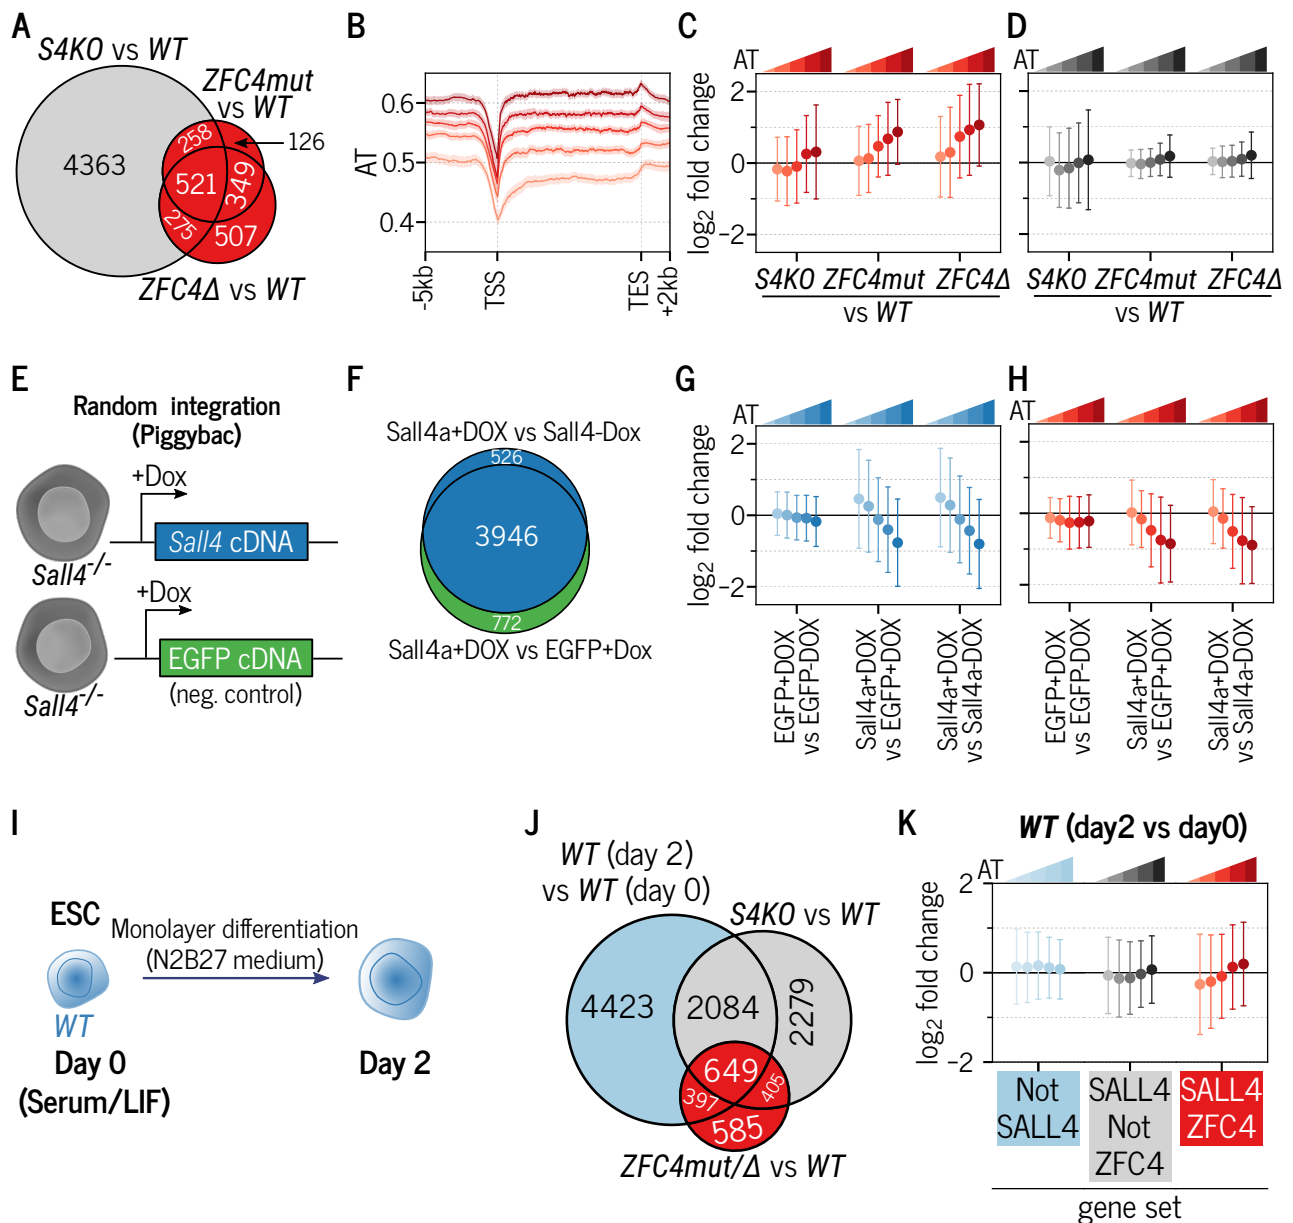 A
S4KO vs WT
ZFC4mut
vs WT
258
126
4363
521
349
275
507
ZFC4Δ vs WT
B
AT
0.6
0.5
0.4
-5kb
TSS
TES
+2kb
C
AT
log2 fold change
2
0
−2
S4KO ZFC4mut ZFC4Δ
vs WT
D
AT
S4KO ZFC4mut ZFC4Δ
vs WT
E
Random integration
(Piggybac)
+Dox
Sall4 cDNA
Sall4-/-
+Dox
EGFP cDNA
(neg. control)
Sall4-/-
F
Sall4a+DOX vs Sall4-Dox
526
3946
772
Sall4a+DOX vs EGFP+Dox
G
AT
log2 fold change
2
0
−2
EGFP+DOX
vs EGFP-DOX
Sall4a+DOX
vs EGFP+DOX
Sall4a+DOX
vs Sall4a-DOX
H
AT
EGFP+DOX
vs EGFP-DOX
Sall4a+DOX
vs EGFP+DOX
Sall4a+DOX
vs Sall4a-DOX
I
ESC
Monolayer differentiation
(N2B27 medium)
WT
Day 0
(Serum/LIF)
Day 2
J
WT (day 2)
vs WT (day 0)
S4KO vs WT
4423
2084
2279
649
397
405
585
ZFC4mut/Δ vs WT
K
WT (day2 vs day0)
AT
log2 fold change
2
0
−2
Not
SALL4
SALL4
Not
ZFC4
SALL4
ZFC4
gene set